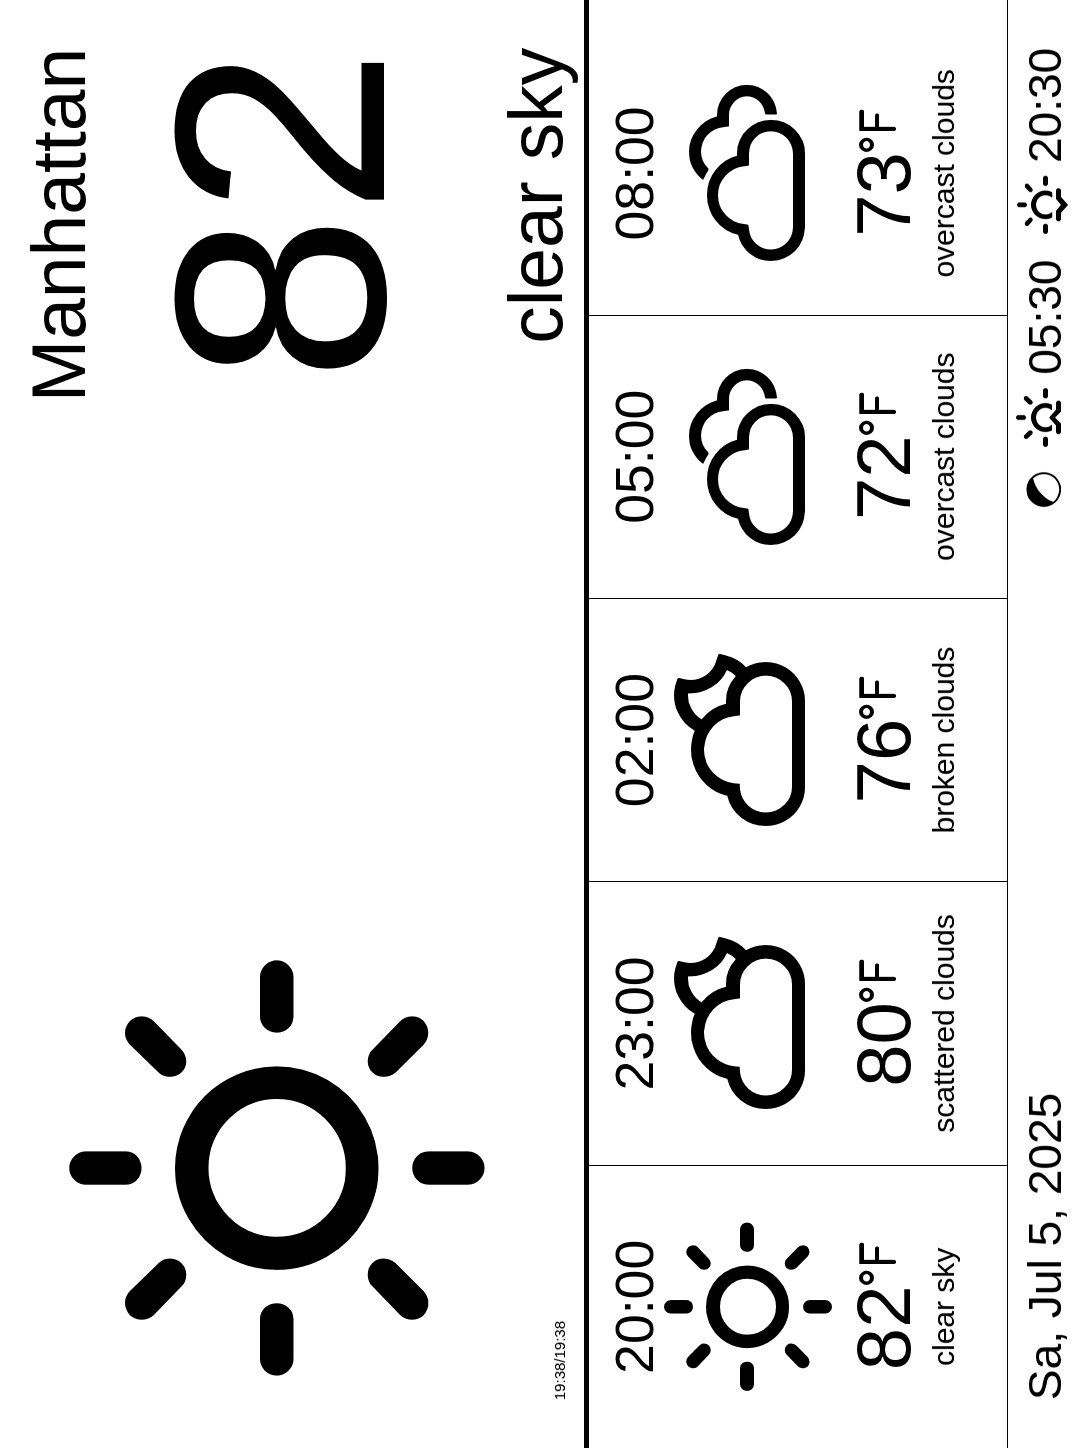 Manhattan
82
clear sky
19:38/19:38
20:00
82°F
clear sky
23:00
80°F
scattered clouds
02:00
76°F
broken clouds
05:00
72°F
overcast clouds
08:00
73°F
overcast clouds
Sa, Jul 5, 2025
05:30
20:30